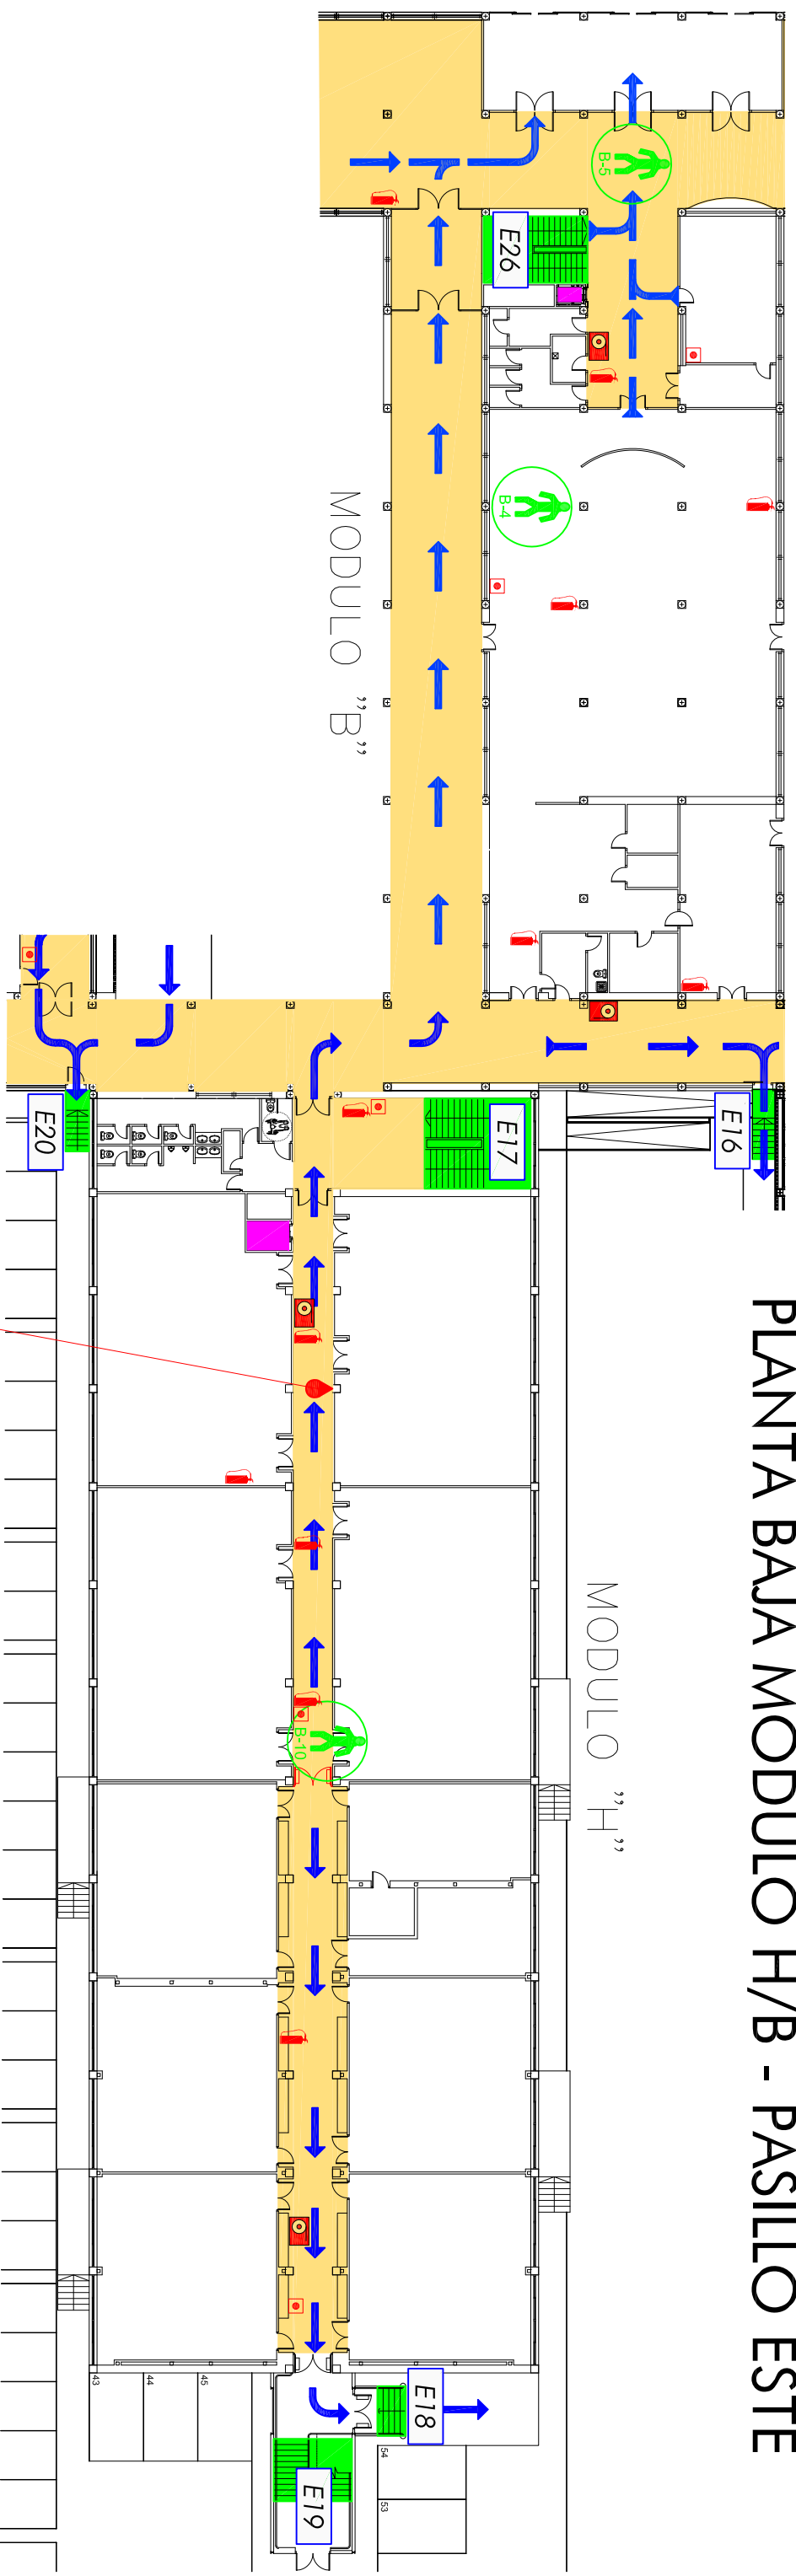 PLANTA BAJA MODULO H/B - PASILLO ESTE
MODULO "B"
MODULO "H"
B-5
E26
B-4
E16
E17
E20
B-10
E18
E19
43
44
45
54
53